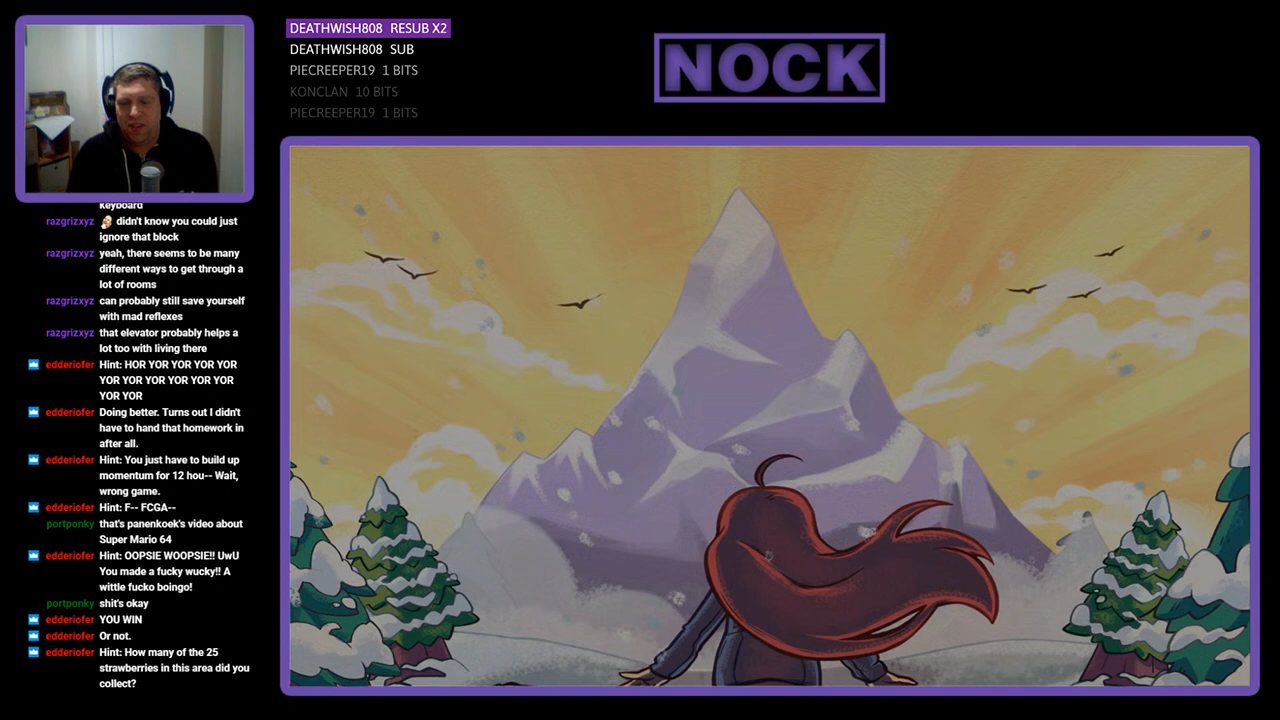 DEATHWISH808 RESUB X2
DEATHWISH808 SUB
PIECREEPER19 1 BITS
KONCLAN 10 BITS
PIECREEPER19 1 BITS
NOCK
keyboard
razgrizxyz didn't know you could just
ignore that block
razgrizxyz yeah, there seems to be many
different ways to get through a
lot of rooms
razgrizxyz can probably still save yourself
with mad reflexes
razgrizxyz that elevator probably helps a
lot too with living there
edderiofer Hint: HOR YOR YOR YOR YOR
YOR YOR YOR YOR YOR YOR
YOR YOR
edderiofer Doing better. Turns out I didn't
have to hand that homework in
after all.
edderiofer Hint: You just have to build up
momentum for 12 hou-- Wait,
wrong game.
edderiofer Hint: F-- FCGA--
portponky that's panenkoek's video about
Super Mario 64
edderiofer Hint: OOPSIE WOOPSIE!! UwU
You made a fucky wucky!! A
wittle fucko boingo!
portponky shit's okay
edderiofer YOU WIN
edderiofer Or not.
edderiofer Hint: How many of the 25
strawberries in this area did you
collect?